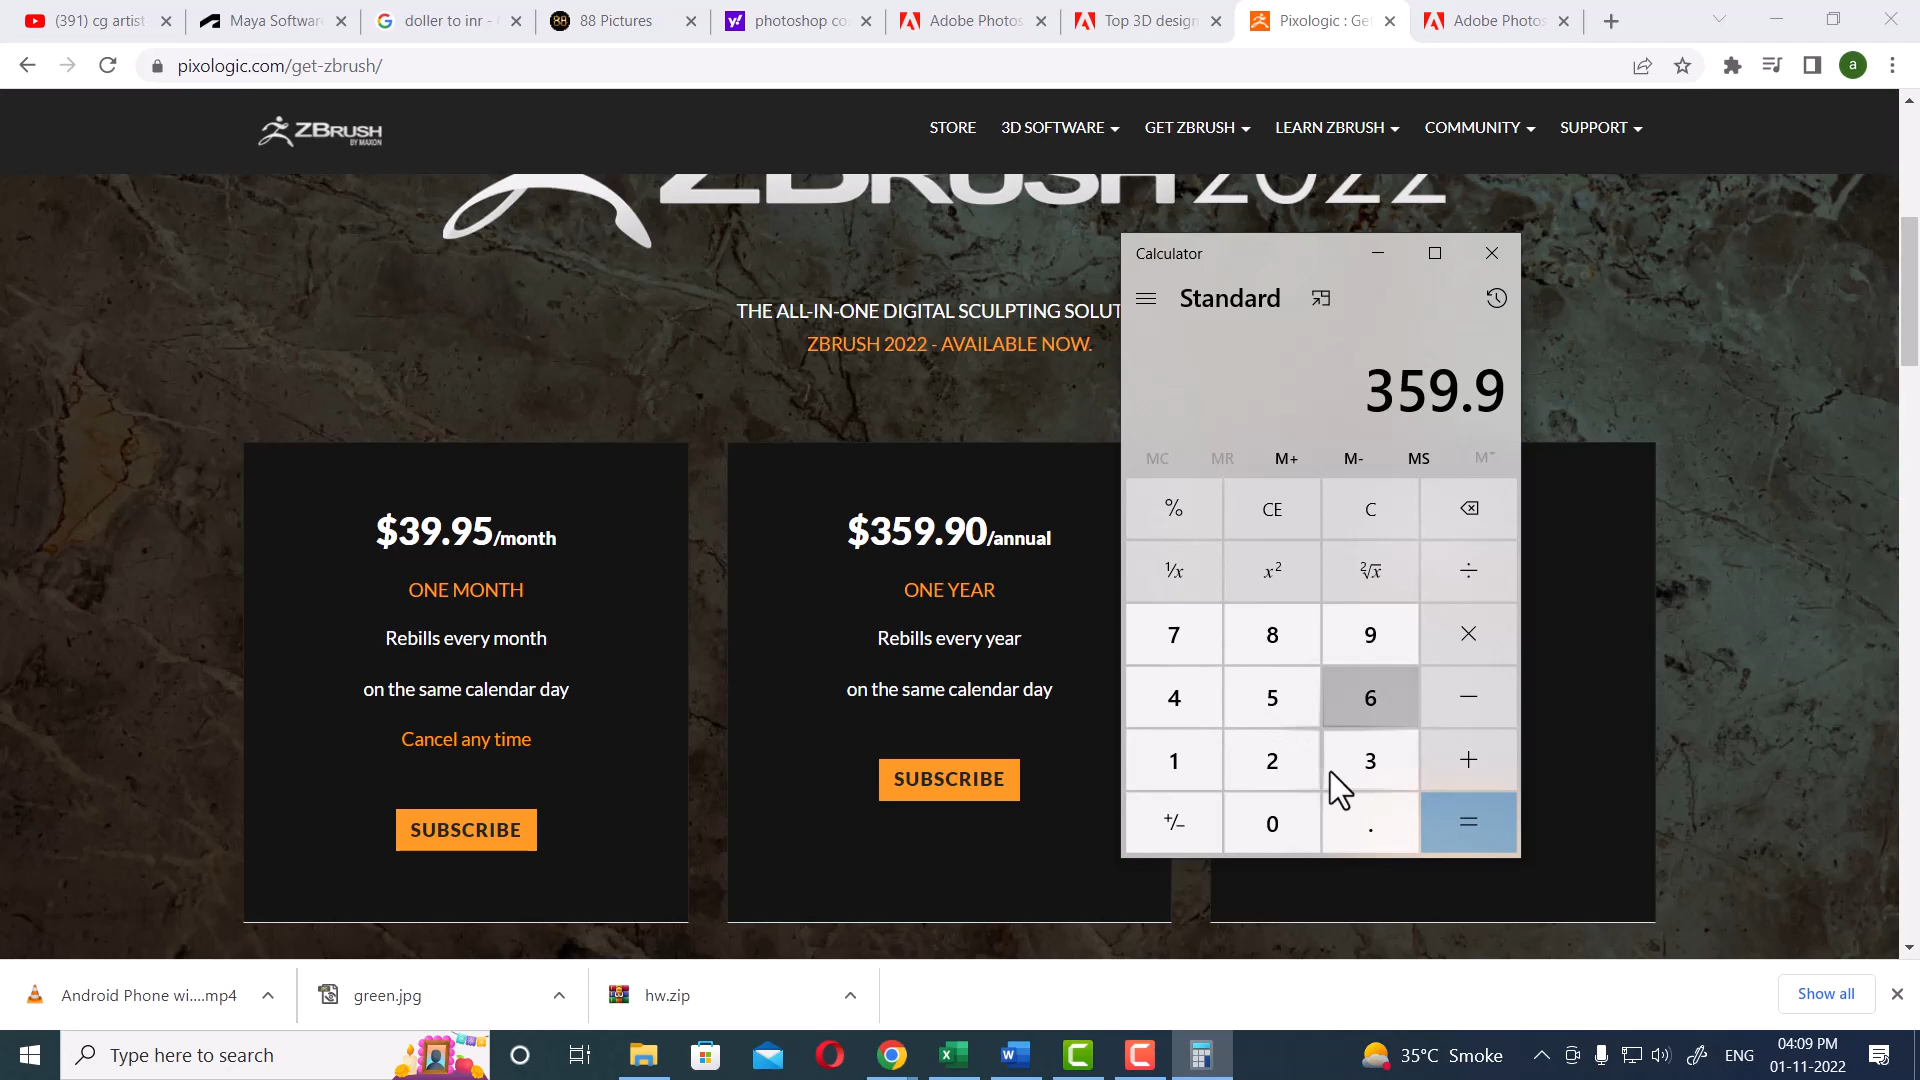 (391) cg artist
Maya Software
doller to inr -
88 Pictures
photoshop co
Adobe Photos
Top 3D design
Pixologic : Ge
Adobe Photos
pixologic.com/get-zbrush/
a
ZBRUSH
BY MAXON
STORE
3D SOFTWARE
GET ZBRUSH
LEARN ZBRUSH
COMMUNITY
SUPPORT
ZBRUSH 2022
THE ALL-IN-ONE DIGITAL SCULPTING SOLUT
ZBRUSH 2022 - AVAILABLE NOW.
$39.95/month
ONE MONTH
Rebills every month
on the same calendar day
Cancel any time
SUBSCRIBE
$359.90/annual
ONE YEAR
Rebills every year
on the same calendar day
SUBSCRIBE
Calculator
Standard
359.9
MC MR M+ M- MS M˅
% CE C
¹/x x² ²√x ÷
7 8 9 ×
4 5 6 −
1 2 3 +
+/− 0 . =
Android Phone wi....mp4
green.jpg
hw.zip
Show all
Type here to search
35°C Smoke
ENG
04:09 PM
01-11-2022